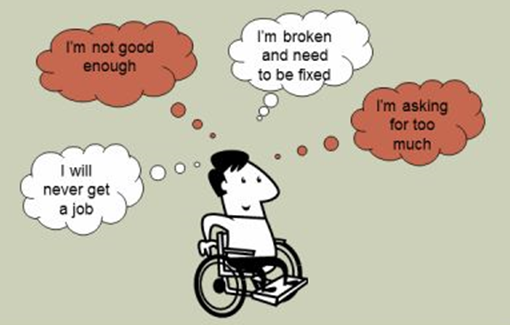 I'm not good
enough
I'm broken
and need
to be fixed
I'm asking
for too
much
I will
never get
a job